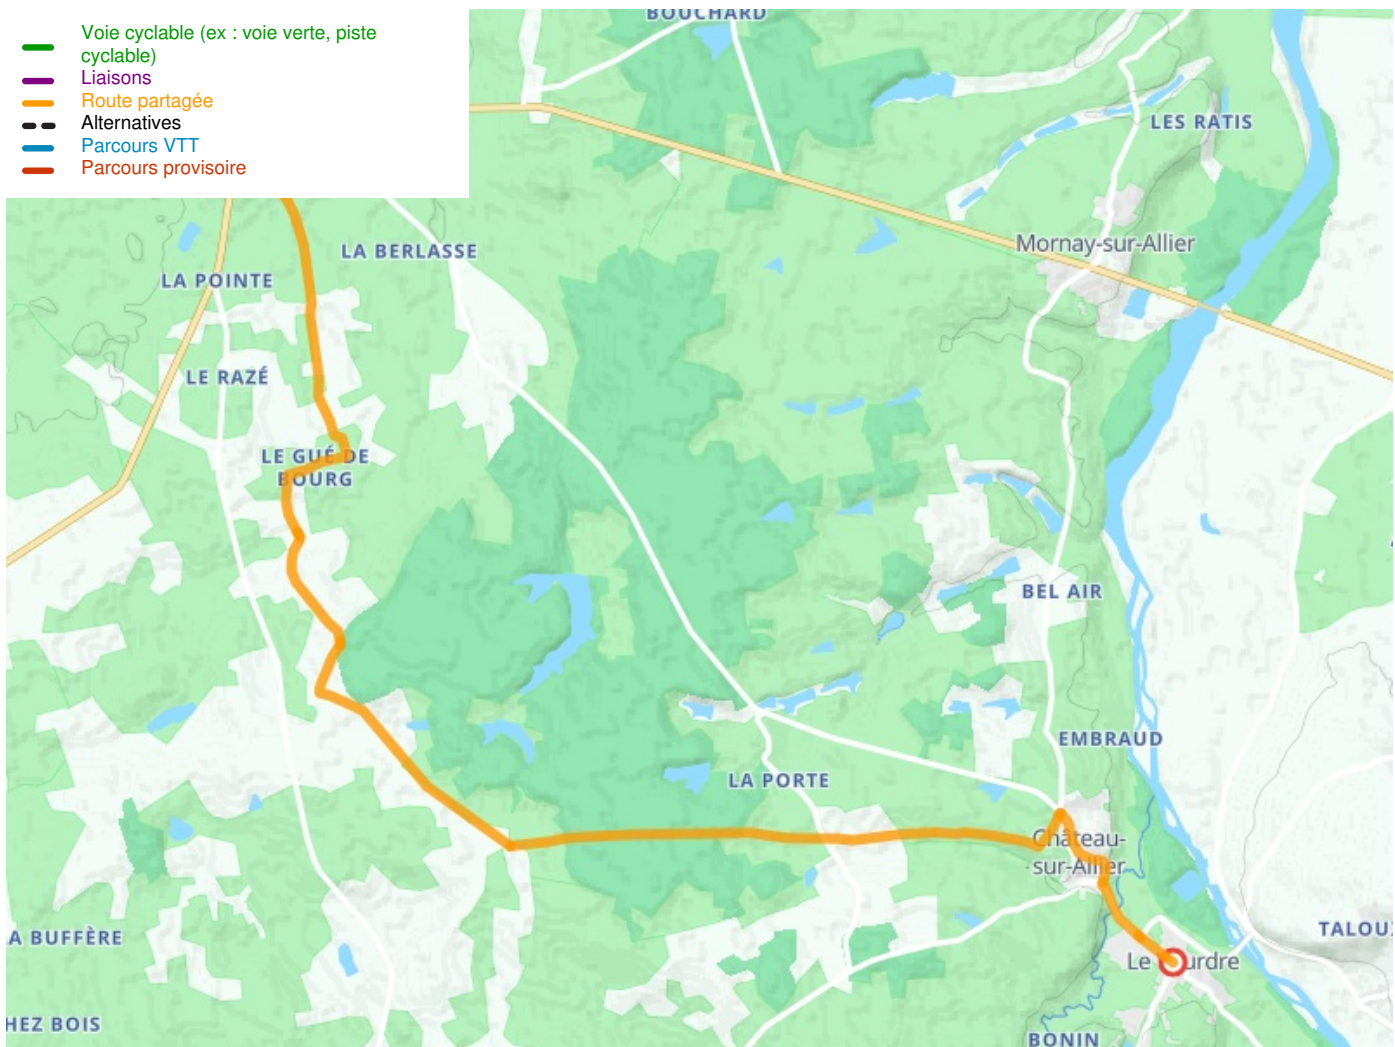 Voie cyclable (ex : voie verte, piste
cyclable)
Liaisons
Route partagée
Alternatives
Parcours VTT
Parcours provisoire
BOUCHARD
LES RATIS
Mornay-sur-Allier
LA BERLASSE
LA POINTE
LE RAZÉ
LE GUÉ DE
BOURG
BEL AIR
EMBRAUD
LA PORTE
Château-
sur-Allier
A BUFFÈRE
TALOU
Le urdre
HEZ BOIS
BONIN